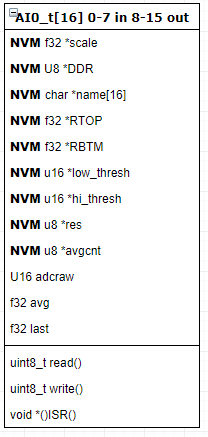 AI0_t[16] 0-7 in 8-15 out
NVM f32 *scale
NVM U8 *DDR
NVM char *name[16]
NVM f32 *RTOP
NVM f32 *RBTM
NVM u16 *low_thresh
NVM u16 *hi_thresh
NVM u8 *res
NVM u8 *avgcnt
U16 adcraw
f32 avg
f32 last
uint8_t read()
uint8_t write()
void *()ISR()